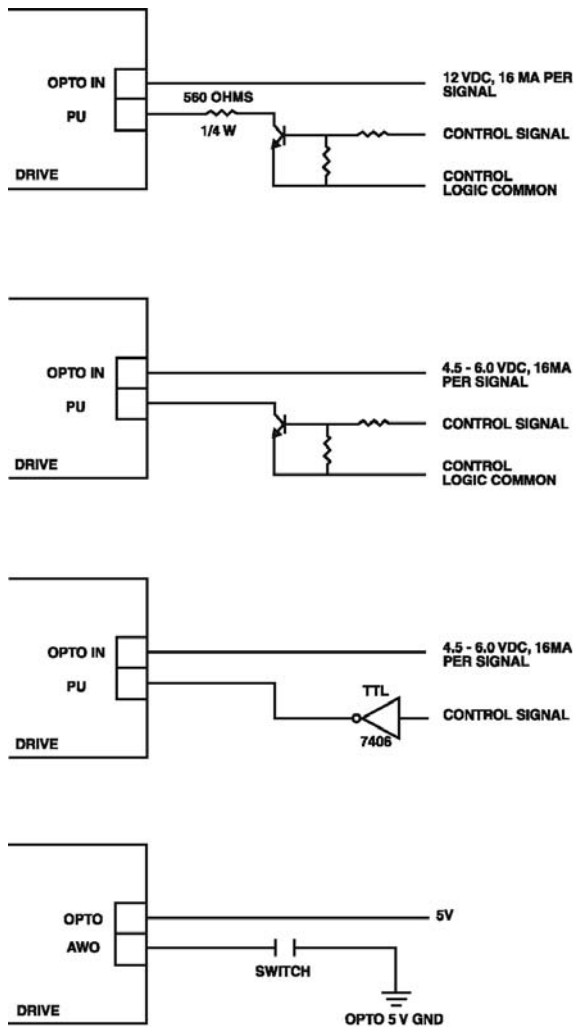 OPTO IN
12 VDC, 16 MA PER
SIGNAL
560 OHMS
PU
1/4 W
CONTROL SIGNAL
DRIVE
CONTROL
LOGIC COMMON
OPTO IN
4.5 - 6.0 VDC, 16MA
PER SIGNAL
PU
CONTROL SIGNAL
DRIVE
CONTROL
LOGIC COMMON
OPTO IN
4.5 - 6.0 VDC, 16MA
PER SIGNAL
PU
TTL
CONTROL SIGNAL
7406
DRIVE
OPTO
5V
AWO
SWITCH
DRIVE
OPTO 5 V GND